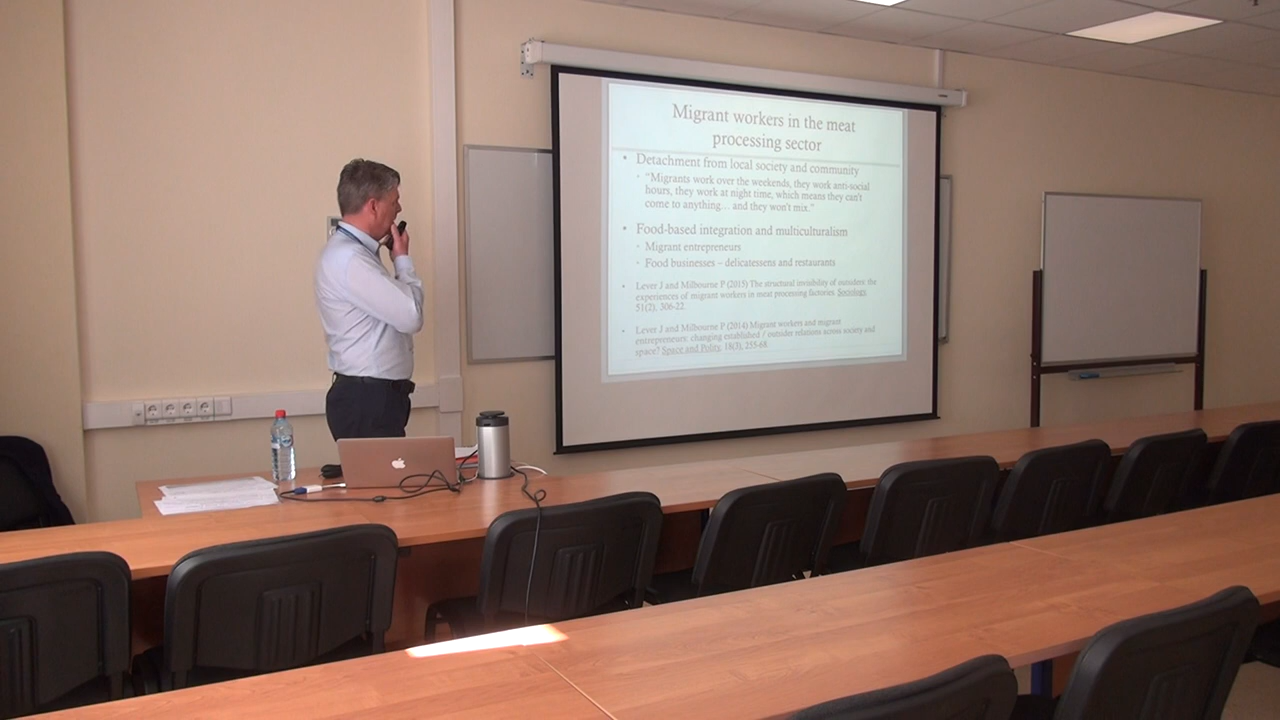 Migrant workers in the meat
processing sector
• Detachment from local society and community
• "Migrants work over the weekends, they work anti-social
hours, they work at night time, which means they can't
come to anything… and they won't mix."
• Food-based integration and multiculturalism
• Migrant entrepreneurs
• Food businesses – delicatessens and restaurants
• Lever J and Milbourne P (2015) The structural invisibility of outsiders: the
experiences of migrant workers in meat processing factories. Sociology,
51(2), 306-22.
• Lever J and Milbourne P (2014) Migrant workers and migrant
entrepreneurs: changing established / outsider relations across society and
space? Space and Polity, 18(3), 255-68.